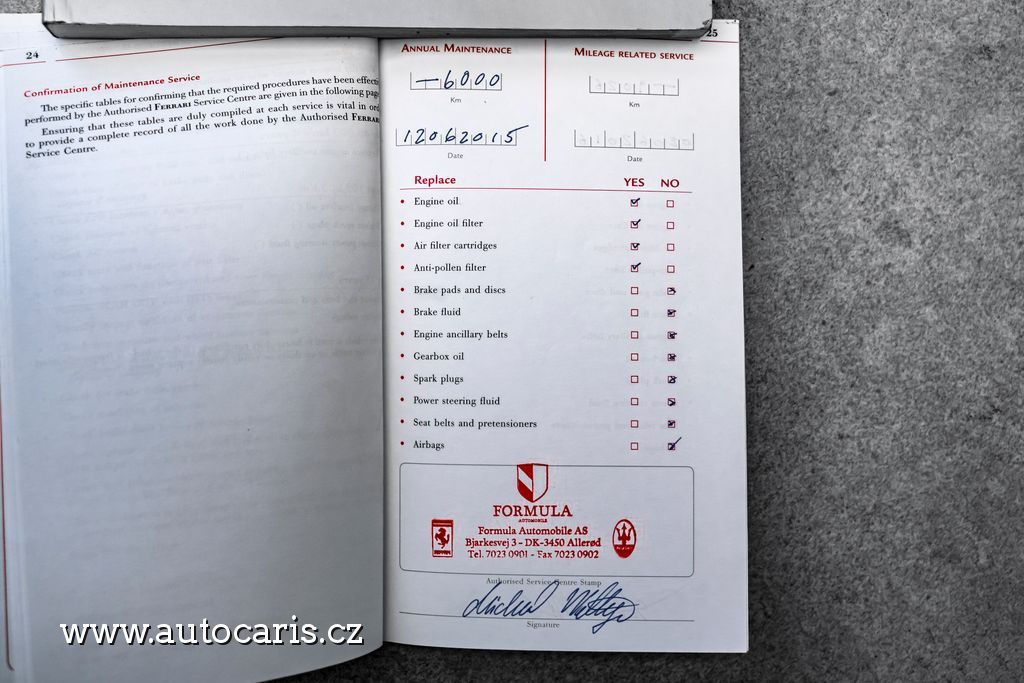 24
Confirmation of Maintenance Service
The specific tables for confirming that the required procedures have been
performed by the Authorised FERRARI Service Centre are given in the following
Ensuring that these tables are duly compiled at each service is vital in
to provide a complete record of all the work done by the Authorised
Service Centre.
25
ANNUAL MAINTENANCE
—6000
Km
12062015
Date
MILEAGE RELATED SERVICE
Km
Date
Replace YES NO
• Engine oil
• Engine oil filter
• Air filter cartridges
• Anti-pollen filter
• Brake pads and discs
• Brake fluid
• Engine ancillary belts
• Gearbox oil
• Spark plugs
• Power steering fluid
• Seat belts and pretensioners
• Airbags
FORMULA
AUTOMOBILE
Formula Automobile AS
Bjarkesvej 3 - DK-3450 Allerød
Tel. 7023 0901 - Fax 7023 0902
Authorised Service Centre Stamp
Signature
www.autocaris.cz